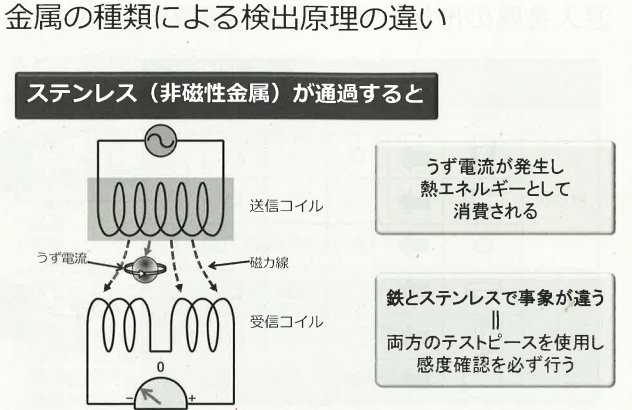 金属の種類による検出原理の違い
ステンレス（非磁性金属）が通過すると
送信コイル
うず電流
磁力線
受信コイル
0
− +
うず電流が発生し
熱エネルギーとして
消費される
鉄とステンレスで事象が違う
||
両方のテストピースを使用し
感度確認を必ず行う